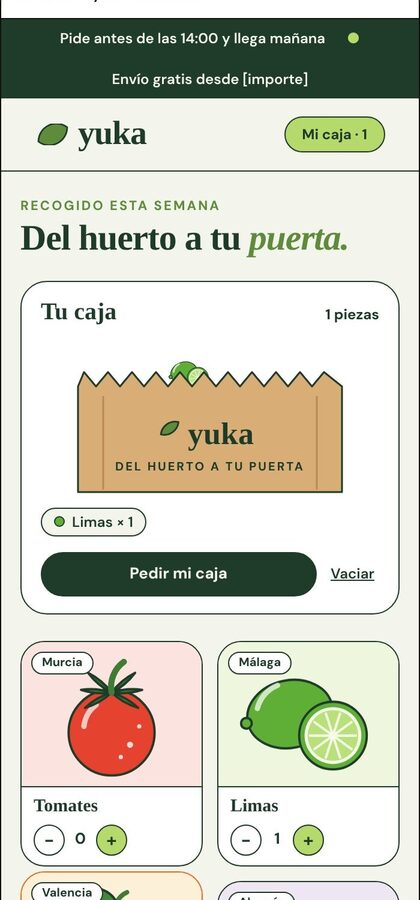 Pide antes de las 14:00 y llega mañana
Envío gratis desde [importe]
yuka
Mi caja · 1
RECOGIDO ESTA SEMANA
Del huerto a tu puerta.
Tu caja
1 piezas
yuka
DEL HUERTO A TU PUERTA
Limas × 1
Pedir mi caja
Vaciar
Murcia
Málaga
Tomates
Limas
- 0 +
- 1 +
Valencia